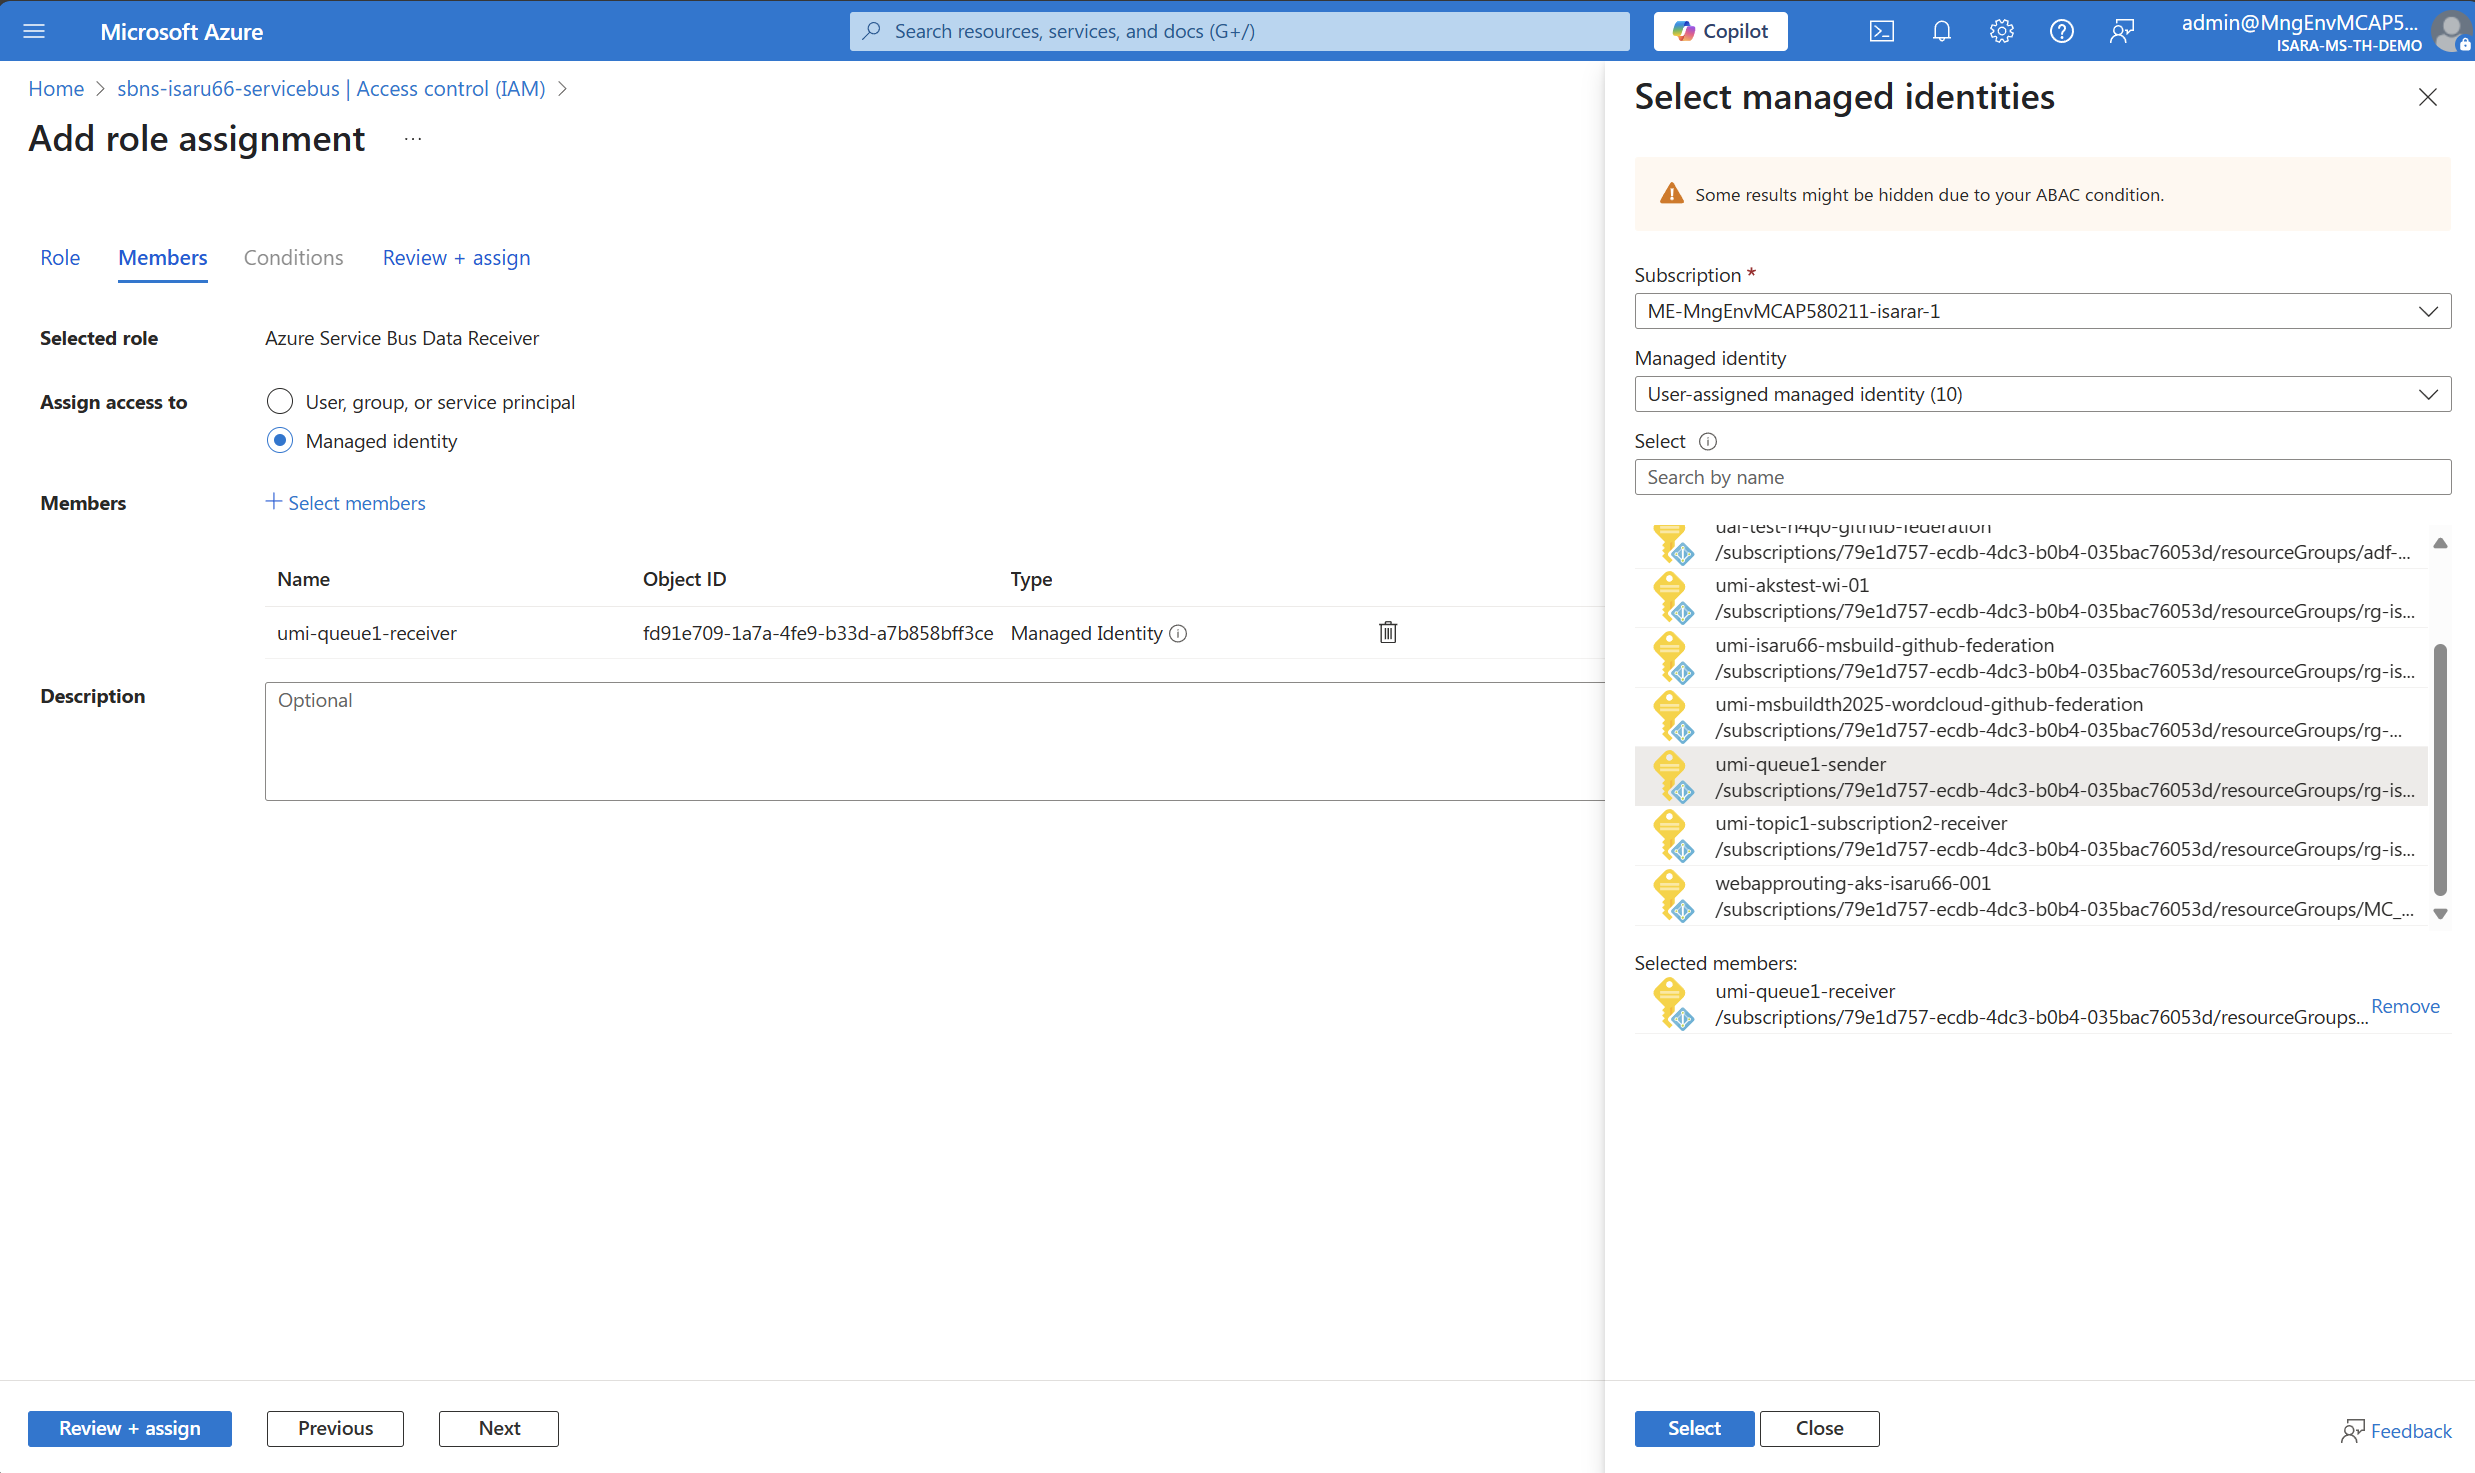 Microsoft Azure
Search resources, services, and docs (G+/)
Copilot
admin@MngEnvMCAP5...
ISARA-MS-TH-DEMO
Home > sbns-isaru66-servicebus | Access control (IAM) >
Add role assignment ...
Role
Members
Conditions
Review + assign
Selected role
Azure Service Bus Data Receiver
Assign access to
User, group, or service principal
Managed identity
Members
+ Select members
Name Object ID Type
umi-queue1-receiver fd91e709-1a7a-4fe9-b33d-a7b858bff3ce Managed Identity
Description
Optional
Review + assign
Previous
Next
Select managed identities
Some results might be hidden due to your ABAC condition.
Subscription *
ME-MngEnvMCAP580211-isarar-1
Managed identity
User-assigned managed identity (10)
Select
Search by name
uai-test-h4q0-github-federation
/subscriptions/79e1d757-ecdb-4dc3-b0b4-035bac76053d/resourceGroups/adf-...
umi-akstest-wi-01
/subscriptions/79e1d757-ecdb-4dc3-b0b4-035bac76053d/resourceGroups/rg-is...
umi-isaru66-msbuild-github-federation
/subscriptions/79e1d757-ecdb-4dc3-b0b4-035bac76053d/resourceGroups/rg-is...
umi-msbuildth2025-wordcloud-github-federation
/subscriptions/79e1d757-ecdb-4dc3-b0b4-035bac76053d/resourceGroups/rg-...
umi-queue1-sender
/subscriptions/79e1d757-ecdb-4dc3-b0b4-035bac76053d/resourceGroups/rg-is...
umi-topic1-subscription2-receiver
/subscriptions/79e1d757-ecdb-4dc3-b0b4-035bac76053d/resourceGroups/rg-is...
webapprouting-aks-isaru66-001
/subscriptions/79e1d757-ecdb-4dc3-b0b4-035bac76053d/resourceGroups/MC_...
Selected members:
umi-queue1-receiver
/subscriptions/79e1d757-ecdb-4dc3-b0b4-035bac76053d/resourceGroups...
Remove
Select
Close
Feedback